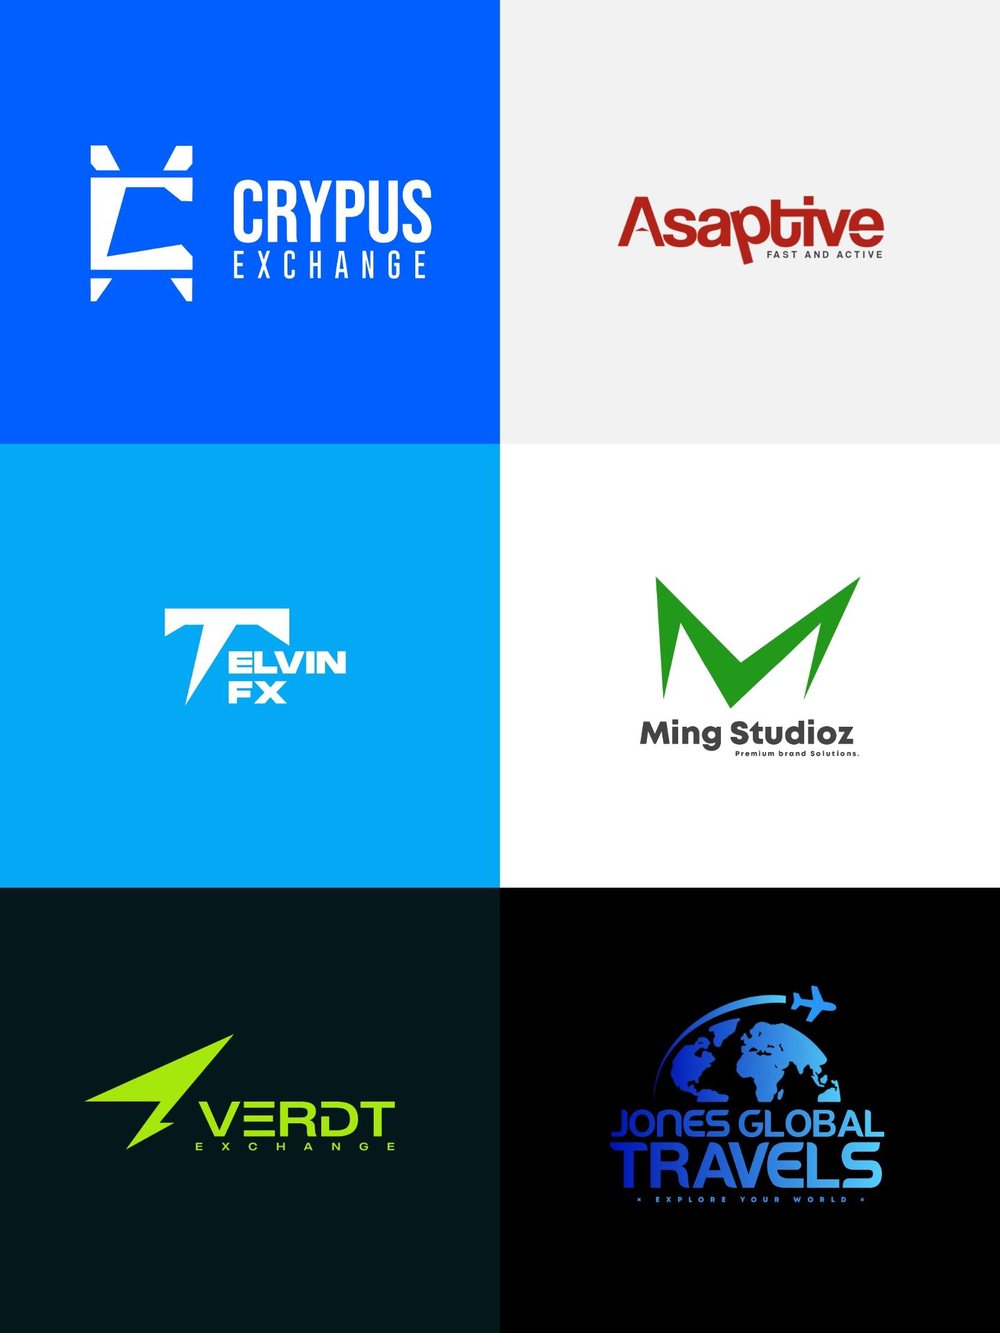 CRYPUS
EXCHANGE
Asaptive
FAST AND ACTIVE
TELVIN
FX
Ming Studioz
Premium brand Solutions.
VERDT
EXCHANGE
JONES GLOBAL
TRAVELS
× EXPLORE YOUR WORLD ×